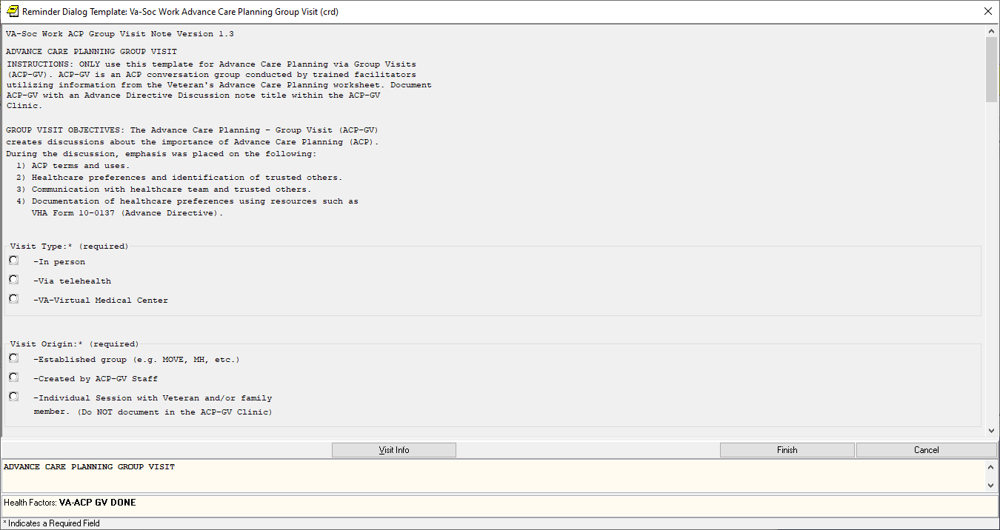 Reminder Dialog Template: Va-Soc Work Advance Care Planning Group Visit (crd)
VA-Soc Work ACP Group Visit Note Version 1.3
ADVANCE CARE PLANNING GROUP VISIT
INSTRUCTIONS: ONLY use this template for Advance Care Planning via Group Visits
(ACP-GV). ACP-GV is an ACP conversation group conducted by trained facilitators
utilizing information from the Veteran's Advance Care Planning worksheet. Document
ACP-GV with an Advance Directive Discussion note title within the ACP-GV
Clinic.
GROUP VISIT OBJECTIVES: The Advance Care Planning - Group Visit (ACP-GV)
creates discussions about the importance of Advance Care Planning (ACP).
During the discussion, emphasis was placed on the following:
1) ACP terms and uses.
2) Healthcare preferences and identification of trusted others.
3) Communication with healthcare team and trusted others.
4) Documentation of healthcare preferences using resources such as
VHA Form 10-0137 (Advance Directive).
Visit Type:* (required)
-In person
-Via telehealth
-VA-Virtual Medical Center
Visit Origin:* (required)
-Established group (e.g. MOVE, MH, etc.)
-Created by ACP-GV Staff
-Individual Session with Veteran and/or family
member. (Do NOT document in the ACP-GV Clinic)
Visit Info Finish Cancel
ADVANCE CARE PLANNING GROUP VISIT
Health Factors: VA-ACP GV DONE
* Indicates a Required Field